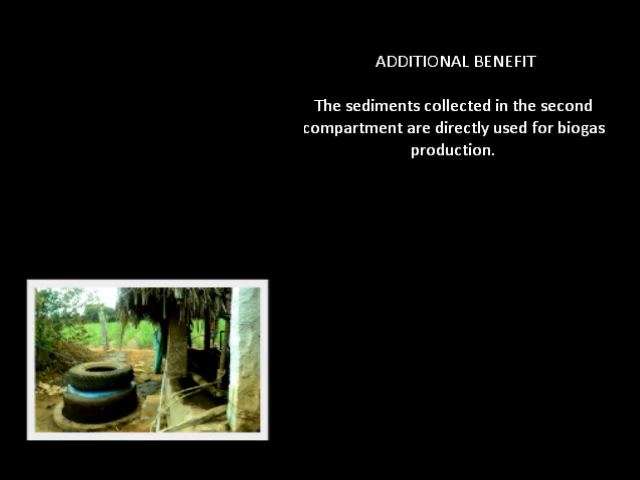 ADDITIONAL BENEFIT
The sediments collected in the second
compartment are directly used for biogas
production.